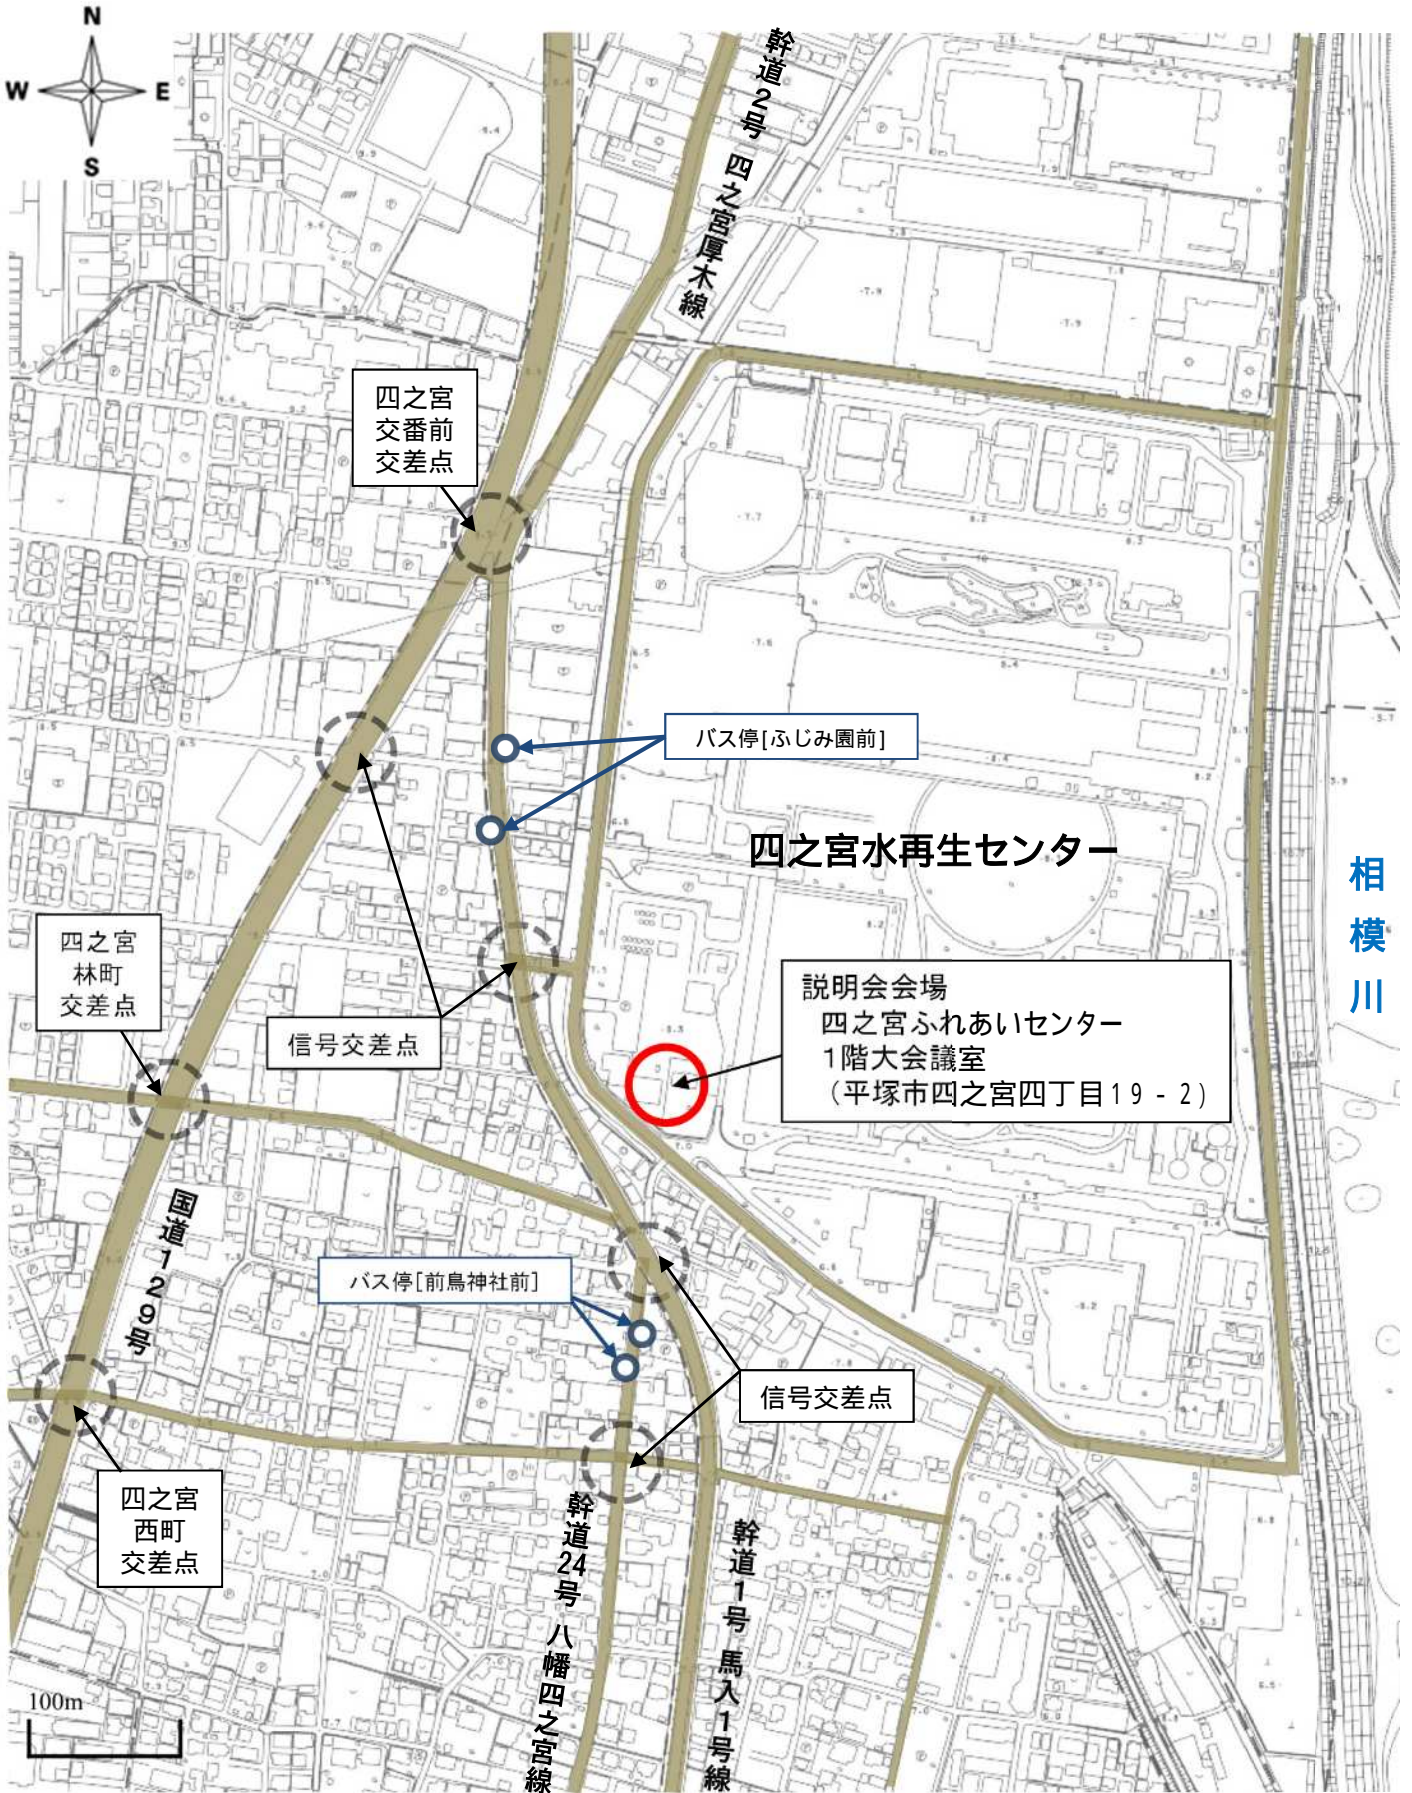 N
W
E
S
幹道2号 四之宮厚木線
四之宮
交番前
交差点
バス停[ふじみ園前]
四之宮水再生センター
相模川
四之宮
林町
交差点
信号交差点
説明会会場
四之宮ふれあいセンター
1階大会議室
（平塚市四之宮四丁目19-2）
国道129号
バス停[前鳥神社前]
信号交差点
四之宮
西町
交差点
幹道24号 八幡四之宮線
幹道1号 馬入1号線
100m